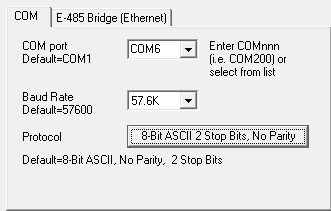 COM
E-485 Bridge (Ethernet)
COM port
Default=COM1
COM6
Enter COMnnn
(i.e. COM200) or
select from list
Baud Rate
Default=57600
57.6K
Protocol
8-Bit ASCII 2 Stop Bits, No Parity
Default=8-Bit ASCII, No Parity, 2 Stop Bits